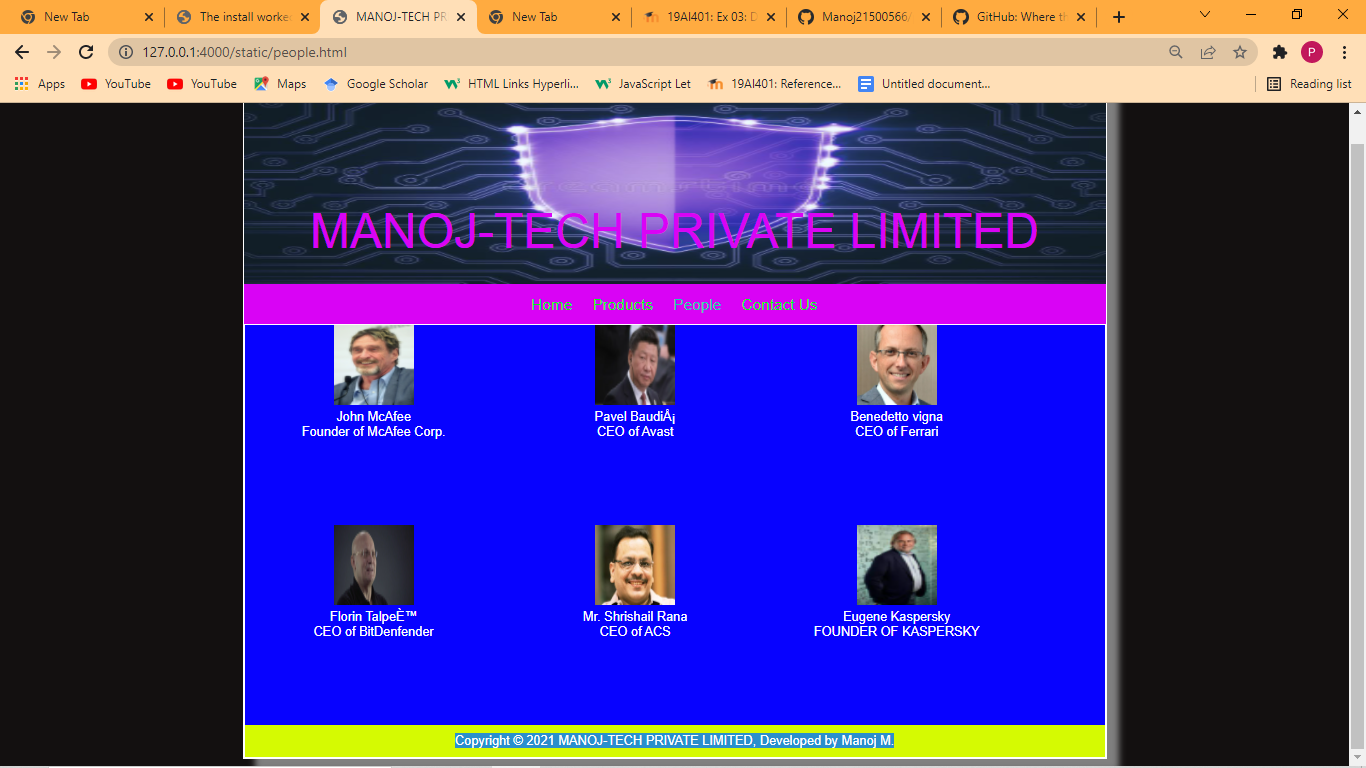 New Tab
The install worke
MANOJ-TECH PR
New Tab
19AI401: Ex 03: D
Manoj21500566/
GitHub: Where th
127.0.0.1:4000/static/people.html
P
Apps
YouTube
YouTube
Maps
Google Scholar
HTML Links Hyperli...
JavaScript Let
19AI401: Reference...
Untitled document...
Reading list
MANOJ-TECH PRIVATE LIMITED
Home Products People Contact Us
John McAfee
Founder of McAfee Corp.
Pavel BaudiÅ¡
CEO of Avast
Benedetto vigna
CEO of Ferrari
Florin TalpeÈ™
CEO of BitDenfender
Mr. Shrishail Rana
CEO of ACS
Eugene Kaspersky
FOUNDER OF KASPERSKY
Copyright © 2021 MANOJ-TECH PRIVATE LIMITED, Developed by Manoj M.